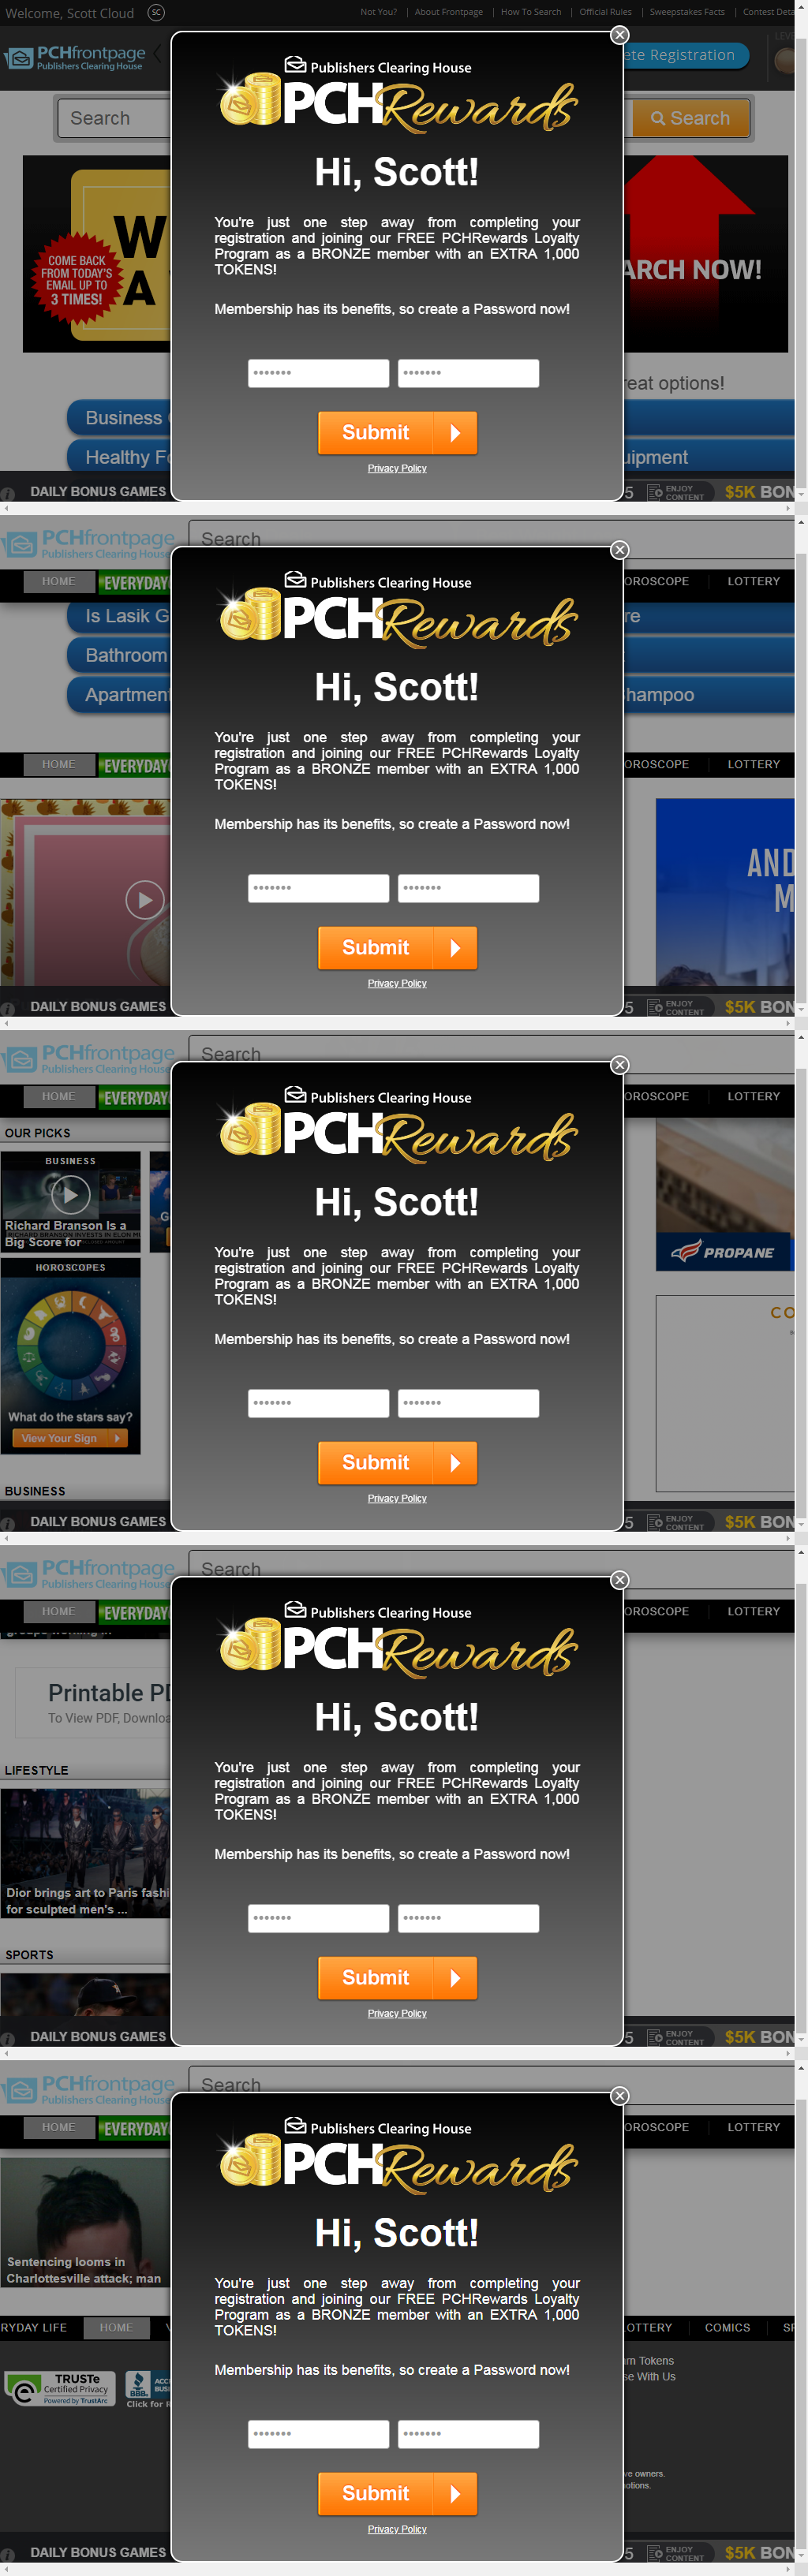 Welcome, Scott Cloud SC Not You? | About Frontpage | How To Search | Official Rules | Sweepstakes Facts | Contest Deta
PCHfrontpage
Publishers Clearing House
ete Registration
LEVE
Search
Search
COME BACK
FROM TODAY'S
EMAIL UP TO
3 TIMES!
W
A
ARCH NOW!
Publishers Clearing House
PCHRewards
Hi, Scott!
You're just one step away from completing your
registration and joining our FREE PCHRewards Loyalty
Program as a BRONZE member with an EXTRA 1,000
TOKENS!
Membership has its benefits, so create a Password now!
reat options!
Business
Healthy Fo
uipment
Submit
Privacy Policy
DAILY BONUS GAMES
5 ENJOY CONTENT $5K BON
PCHfrontpage
Publishers Clearing House
Search
HOME EVERYDAY OROSCOPE LOTTERY
Is Lasik G
re
Bathroom
Apartment
hampoo
HOME EVERYDAY OROSCOPE LOTTERY
AND
M
Publishers Clearing House
PCHRewards
Hi, Scott!
You're just one step away from completing your
registration and joining our FREE PCHRewards Loyalty
Program as a BRONZE member with an EXTRA 1,000
TOKENS!
Membership has its benefits, so create a Password now!
Submit
Privacy Policy
DAILY BONUS GAMES
5 ENJOY CONTENT $5K BON
PCHfrontpage
Publishers Clearing House
Search
HOME EVERYDAY OROSCOPE LOTTERY
OUR PICKS
BUSINESS
Richard Branson Is a
Big Score for
G
HOROSCOPES
What do the stars say?
View Your Sign
BUSINESS
PROPANE
CO
Publishers Clearing House
PCHRewards
Hi, Scott!
You're just one step away from completing your
registration and joining our FREE PCHRewards Loyalty
Program as a BRONZE member with an EXTRA 1,000
TOKENS!
Membership has its benefits, so create a Password now!
Submit
Privacy Policy
DAILY BONUS GAMES
5 ENJOY CONTENT $5K BON
PCHfrontpage
Publishers Clearing House
Search
HOME EVERYDAY OROSCOPE LOTTERY
groups working in
Printable PD
To View PDF, Downloa
LIFESTYLE
Dior brings art to Paris fashi
for sculpted men's ...
SPORTS
Publishers Clearing House
PCHRewards
Hi, Scott!
You're just one step away from completing your
registration and joining our FREE PCHRewards Loyalty
Program as a BRONZE member with an EXTRA 1,000
TOKENS!
Membership has its benefits, so create a Password now!
Submit
Privacy Policy
DAILY BONUS GAMES
5 ENJOY CONTENT $5K BON
PCHfrontpage
Publishers Clearing House
Search
HOME EVERYDAY OROSCOPE LOTTERY
Sentencing looms in
Charlottesville attack; man
RYDAY LIFE HOME LOTTERY COMICS SP
TRUSTe
Certified Privacy
Powered by TrustArc
BBB
ACC
BUS
Click for R
rn Tokens
se With Us
ve owners.
otions.
Publishers Clearing House
PCHRewards
Hi, Scott!
You're just one step away from completing your
registration and joining our FREE PCHRewards Loyalty
Program as a BRONZE member with an EXTRA 1,000
TOKENS!
Membership has its benefits, so create a Password now!
Submit
Privacy Policy
DAILY BONUS GAMES
5 ENJOY CONTENT $5K BON